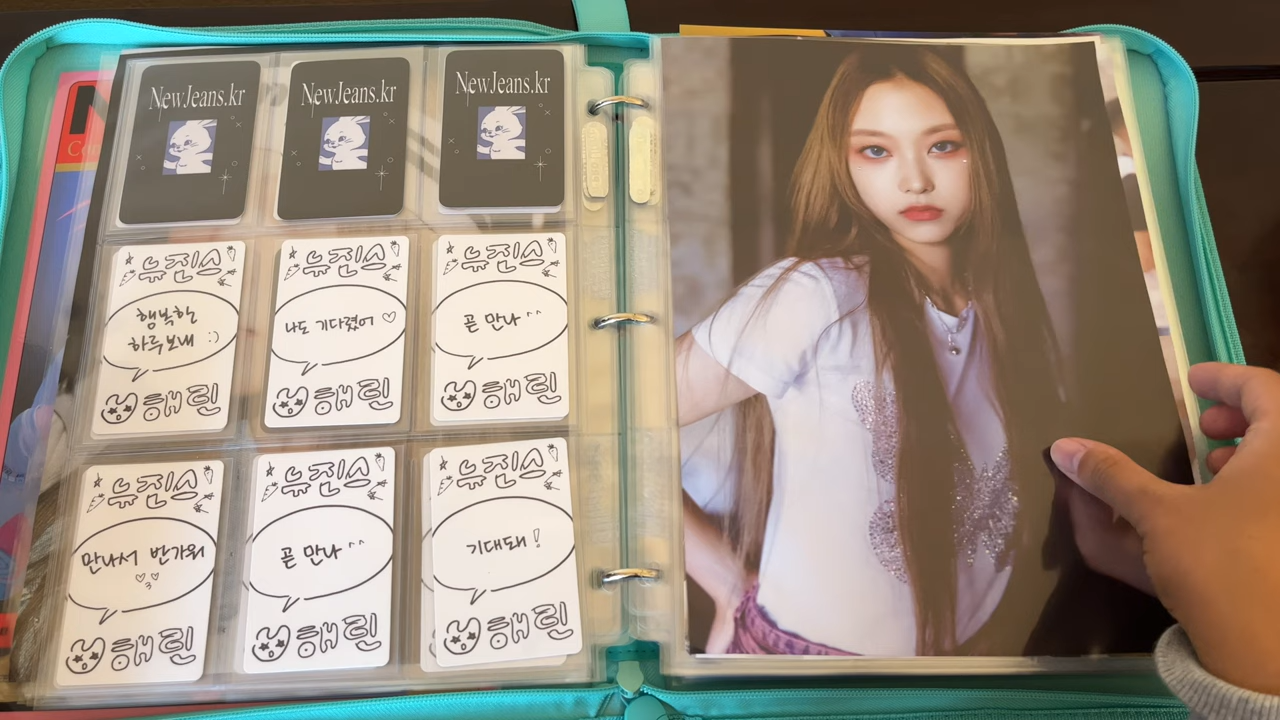 NewJeans.kr
NewJeans.kr
NewJeans.kr
뉴진스
행복한
하루보내 :)
해린
뉴진스
나도 기다렸어 ♡
해린
뉴진스
곧 만나 ^^
해린
뉴진스
만나서 반가워
♡ ♡
3
해린
뉴진스
곧 만나 ^^
해린
뉴진스
기대돼!
해린